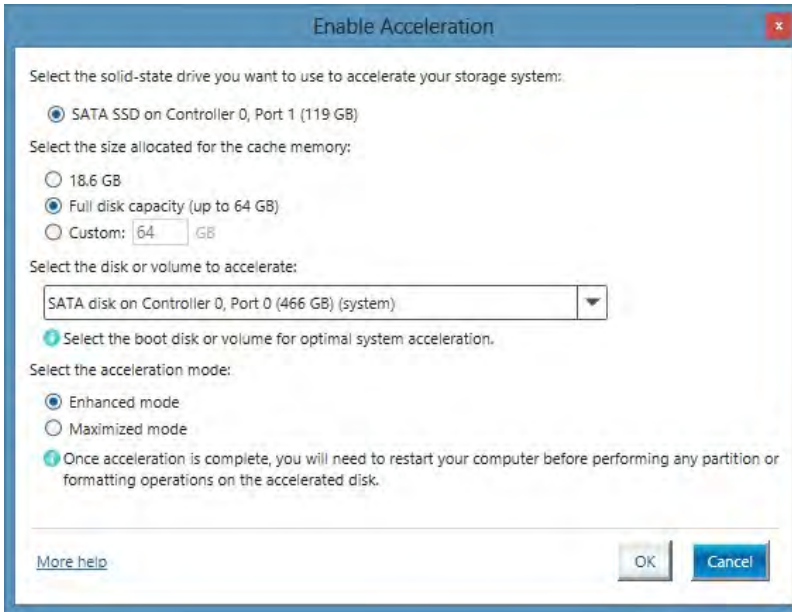 Enable Acceleration
x
Select the solid-state drive you want to use to accelerate your storage system:
SATA SSD on Controller 0, Port 1 (119 GB)
Select the size allocated for the cache memory:
18.6 GB
Full disk capacity (up to 64 GB)
Custom: 64 GB
Select the disk or volume to accelerate:
SATA disk on Controller 0, Port 0 (466 GB) (system)
Select the boot disk or volume for optimal system acceleration.
Select the acceleration mode:
Enhanced mode
Maximized mode
Once acceleration is complete, you will need to restart your computer before performing any partition or
formatting operations on the accelerated disk.
More help
OK
Cancel